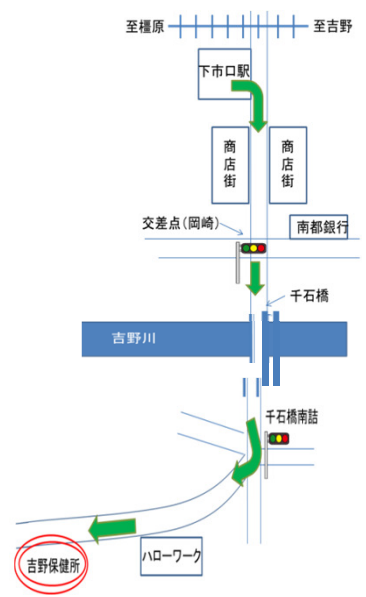 至橿原
至吉野
下市口駅
商店街
商店街
交差点(岡崎)
南都銀行
千石橋
吉野川
千石橋南詰
ハローワーク
吉野保健所